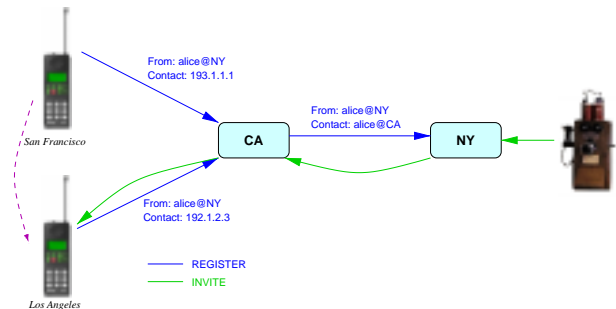 From: alice@NY
Contact: 193.1.1.1
San Francisco
From: alice@NY
Contact: alice@CA
CA
NY
From: alice@NY
Contact: 192.1.2.3
REGISTER
INVITE
Los Angeles